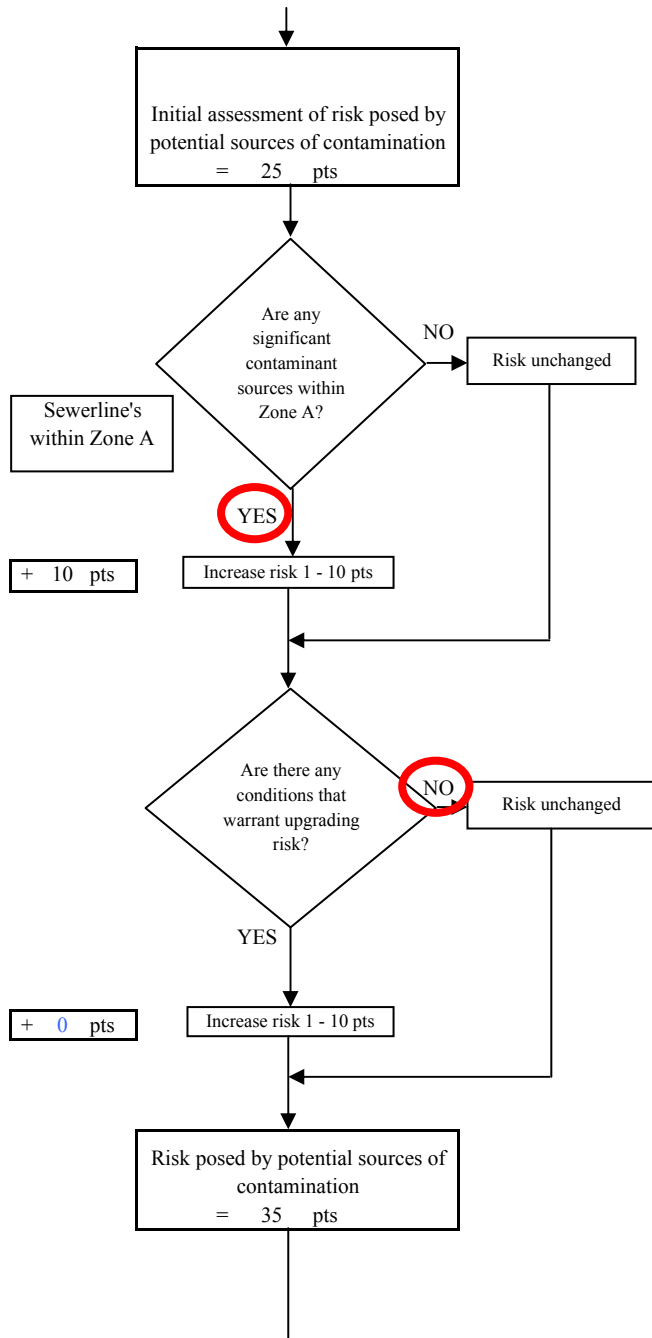 Initial assessment of risk posed by
potential sources of contamination
= 25 pts
Are any
significant
contaminant
sources within
Zone A?
NO
Risk unchanged
Sewerline's
within Zone A
YES
+ 10 pts
Increase risk 1 - 10 pts
Are there any
conditions that
warrant upgrading
risk?
NO
Risk unchanged
YES
+ 0 pts
Increase risk 1 - 10 pts
Risk posed by potential sources of
contamination
= 35 pts